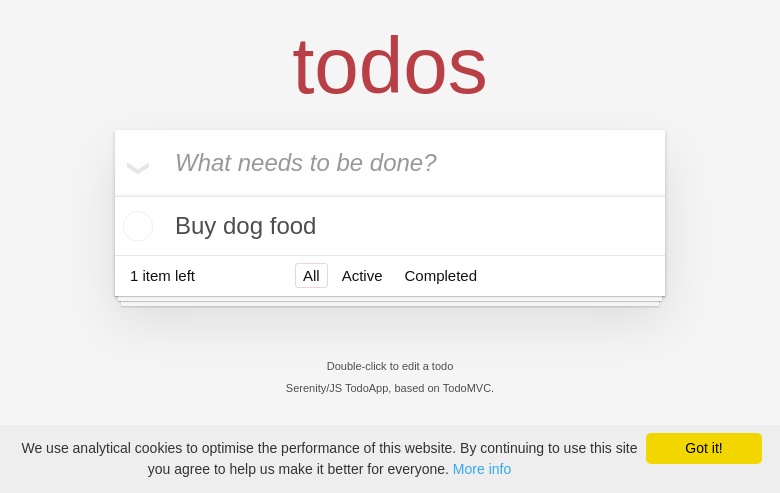 todos
What needs to be done?
Buy dog food
1 item left All Active Completed
Double-click to edit a todo
Serenity/JS TodoApp, based on TodoMVC.
We use analytical cookies to optimise the performance of this website. By continuing to use this site Got it!
you agree to help us make it better for everyone. More info